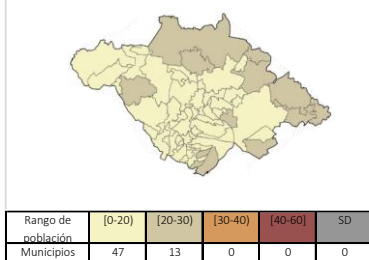 Rango de población [0-20) [20-30) [30-40) [40-60] SD
Municipios 47 13 0 0 0